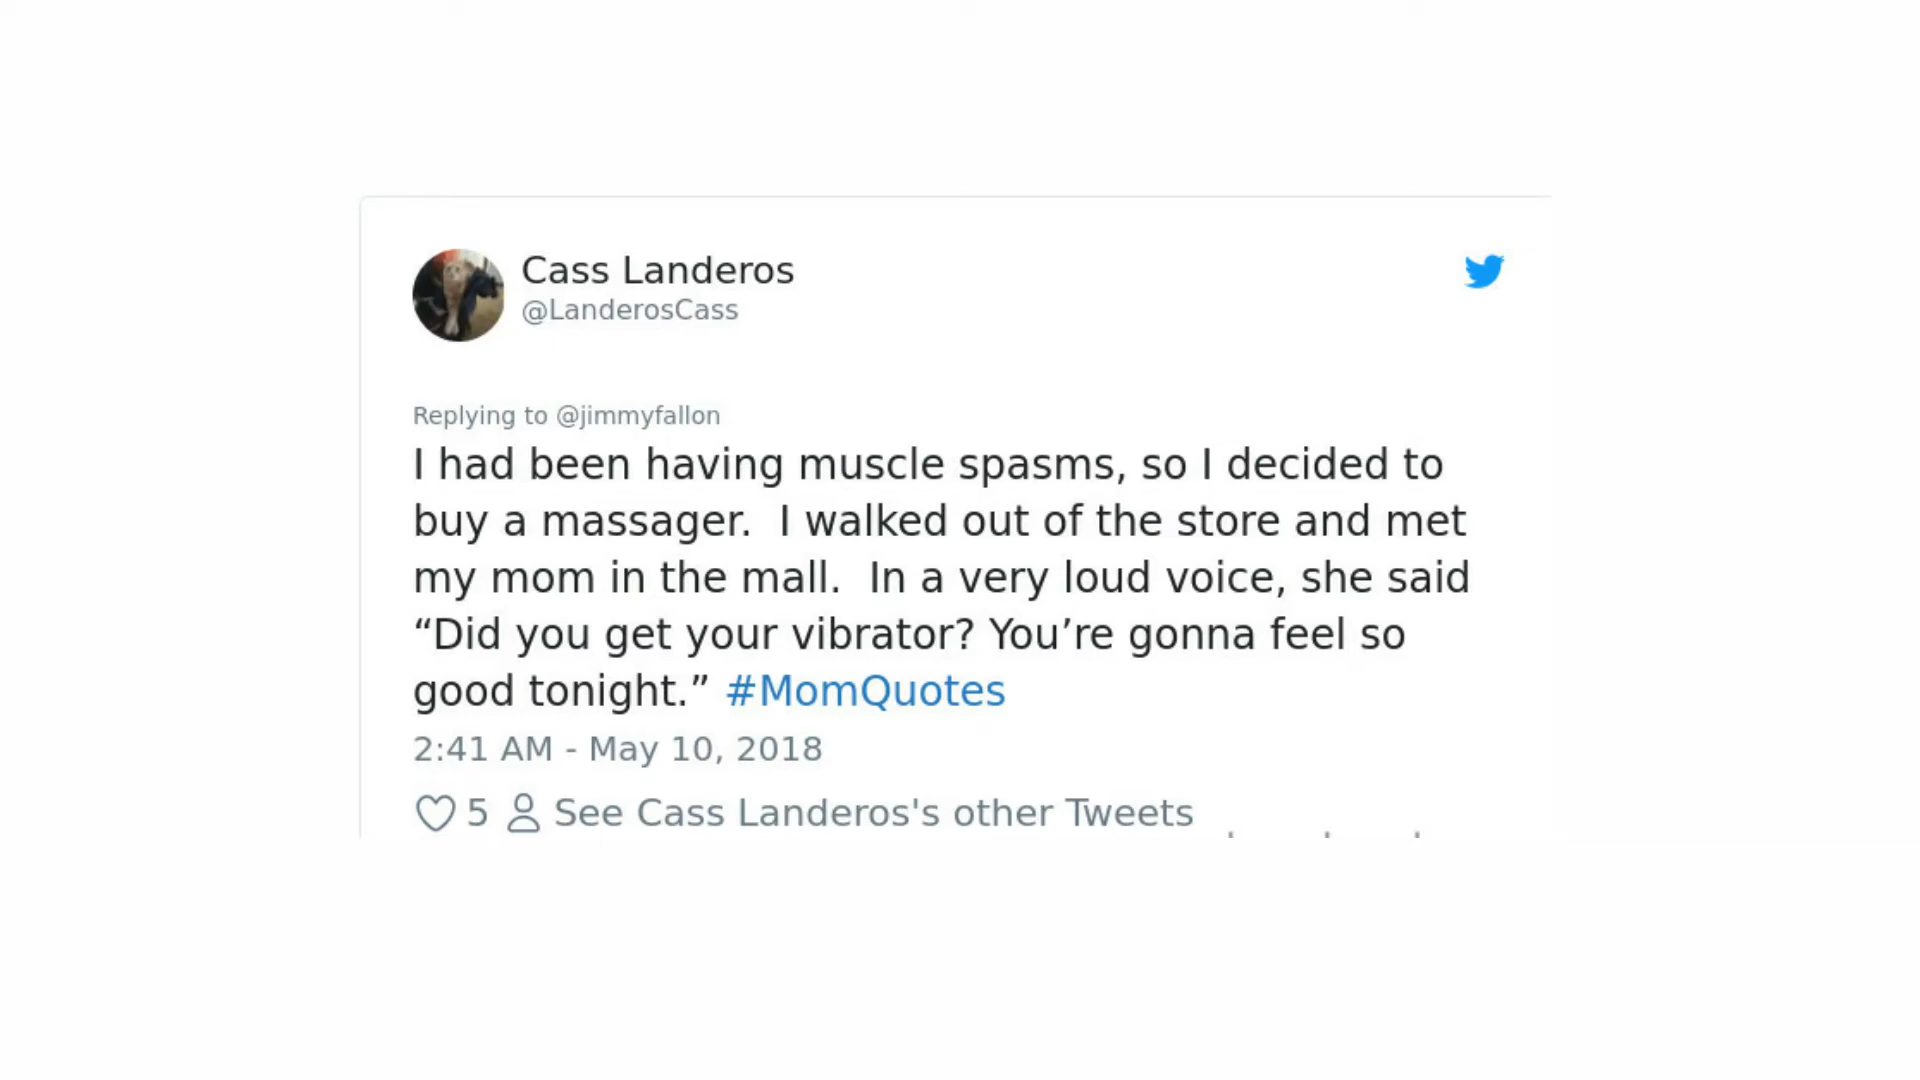 Cass Landeros
@LanderosCass
Replying to @jimmyfallon
I had been having muscle spasms, so I decided to
buy a massager.  I walked out of the store and met
my mom in the mall.  In a very loud voice, she said
“Did you get your vibrator? You’re gonna feel so
good tonight.” #MomQuotes
2:41 AM - May 10, 2018
5 See Cass Landeros's other Tweets